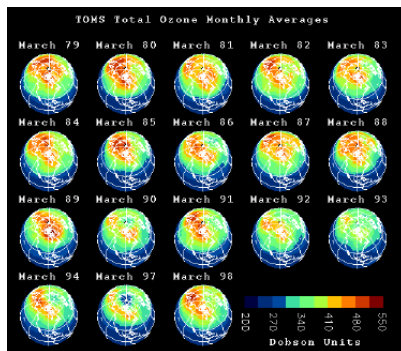 TOMS Total Ozone Monthly Averages
March 79 March 80 March 81 March 82 March 83
March 84 March 85 March 86 March 87 March 88
March 89 March 90 March 91 March 92 March 93
March 94 March 97 March 98
200 270 340 410 480 550
Dobson Units